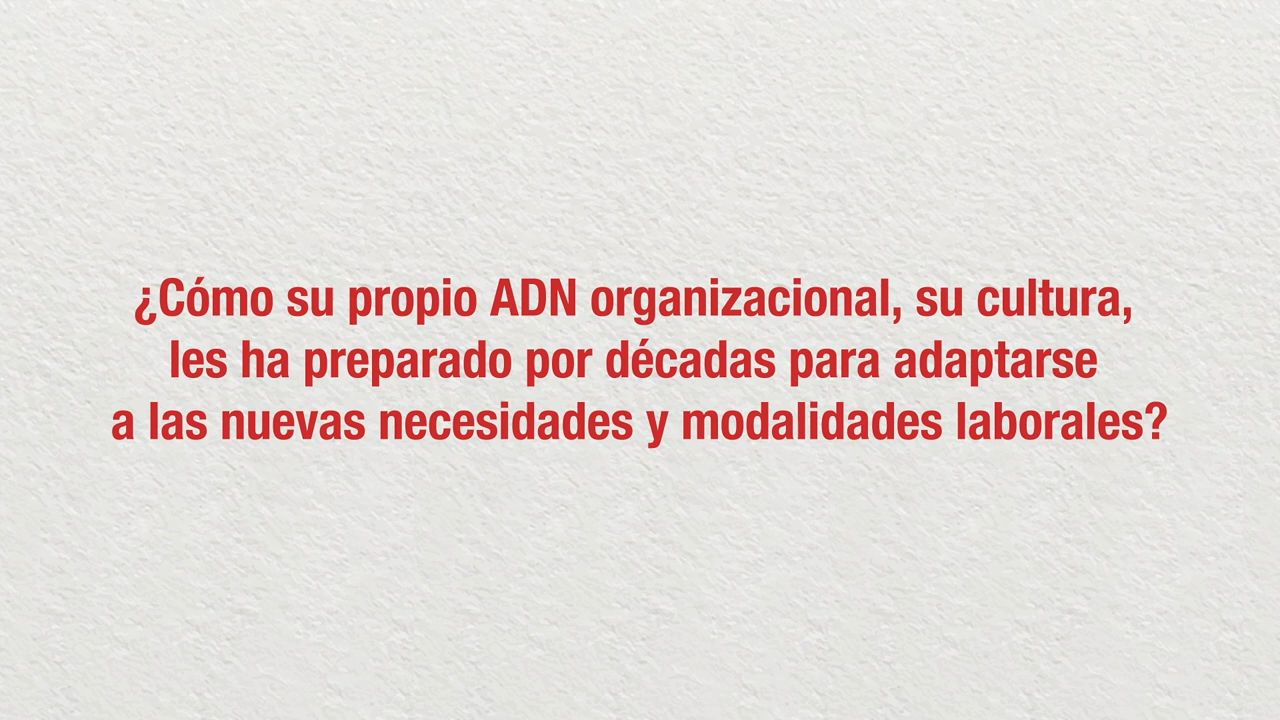 ¿Cómo su propio ADN organizacional, su cultura,
les ha preparado por décadas para adaptarse
a las nuevas necesidades y modalidades laborales?